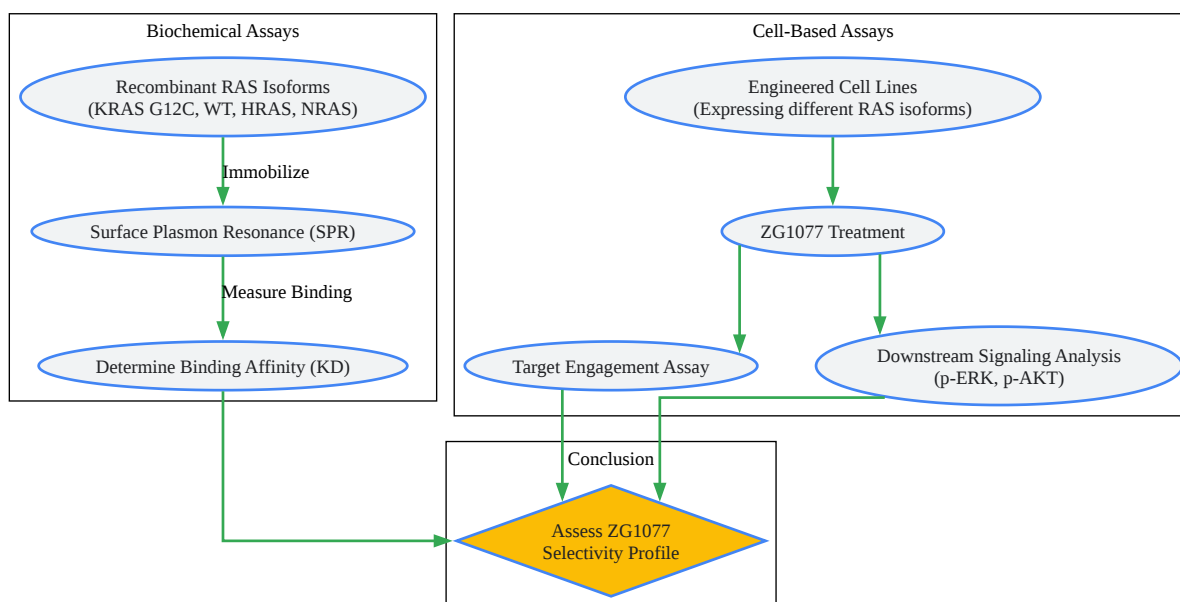 Biochemical Assays
Recombinant RAS Isoforms
(KRAS G12C, WT, HRAS, NRAS)
Immobilize
Surface Plasmon Resonance (SPR)
Measure Binding
Determine Binding Affinity (KD)
Cell-Based Assays
Engineered Cell Lines
(Expressing different RAS isoforms)
ZG1077 Treatment
Target Engagement Assay
Downstream Signaling Analysis
(p-ERK, p-AKT)
Conclusion
Assess ZG1077
Selectivity Profile